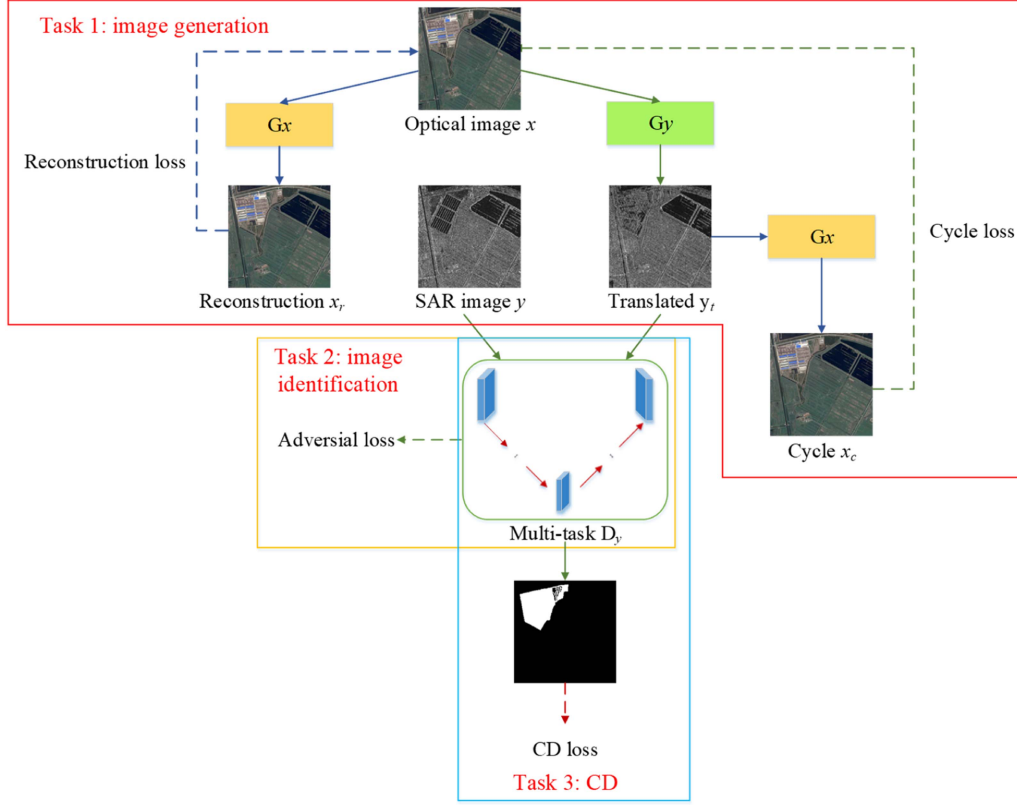 Task 1: image generation
Optical image x
Gx
Gy
Reconstruction loss
Gx
Cycle loss
Reconstruction xr
SAR image y
Translated yt
Task 2: image
identification
Adversial loss
Cycle xc
Multi-task Dy
CD loss
Task 3: CD